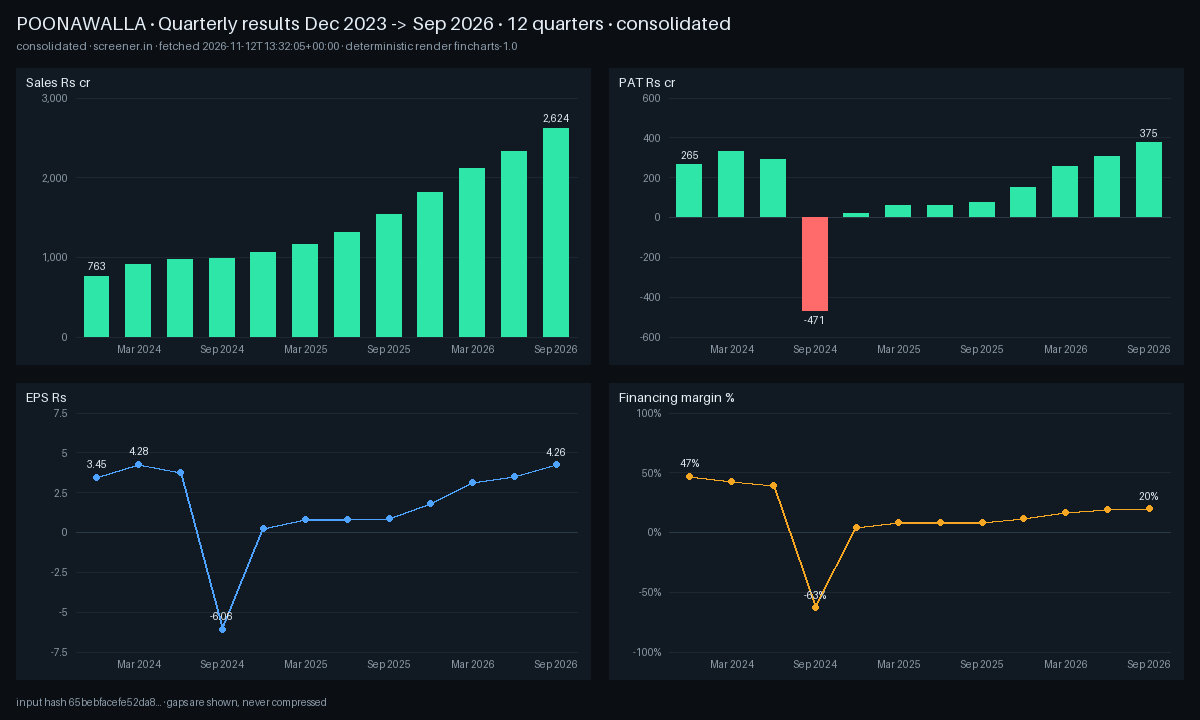 POONAWALLA · Quarterly results Dec 2023 -> Sep 2026 · 12 quarters · consolidated
consolidated · screener.in · fetched 2026-11-12T13:32:05+00:00 · deterministic render fincharts-1.0
Sales Rs cr
3,000
2,000
1,000
0
763
2,624
Mar 2024
Sep 2024
Mar 2025
Sep 2025
Mar 2026
Sep 2026
PAT Rs cr
600
400
200
0
-200
-400
-600
265
-471
375
Mar 2024
Sep 2024
Mar 2025
Sep 2025
Mar 2026
Sep 2026
EPS Rs
7.5
5
2.5
0
-2.5
-5
-7.5
3.45
4.28
-6.06
4.26
Mar 2024
Sep 2024
Mar 2025
Sep 2025
Mar 2026
Sep 2026
Financing margin %
100%
50%
0%
-50%
-100%
47%
-63%
20%
Mar 2024
Sep 2024
Mar 2025
Sep 2025
Mar 2026
Sep 2026
input hash 65bebfacefe52da8… · gaps are shown, never compressed